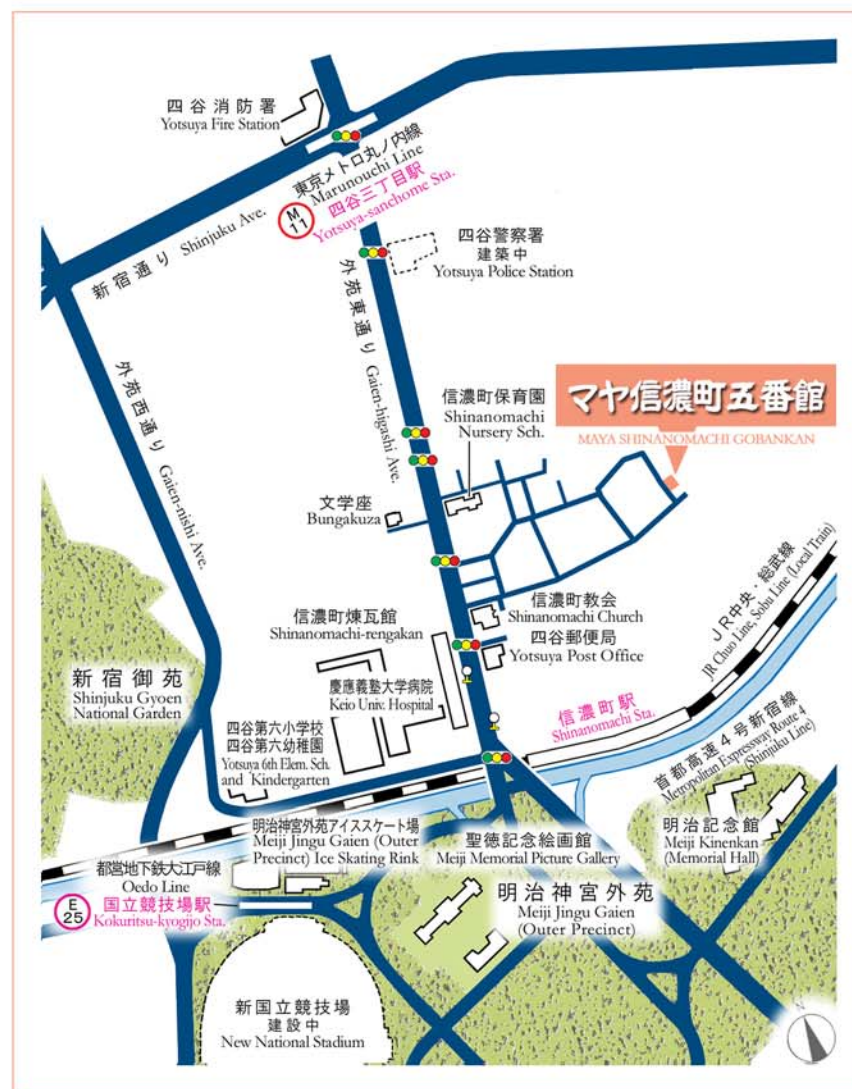 四谷消防署
Yotsuya Fire Station
東京メトロ丸ノ内線
Marunouchi Line
M
11
四谷三丁目駅
Yotsuya-sanchome Sta.
新宿通り Shinjuku Ave.
四谷警察署
建築中
Yotsuya Police Station
外苑東通り Gaien-higashi Ave.
外苑西通り Gaien-nishi Ave.
信濃町保育園
Shinanomachi
Nursery Sch.
マヤ信濃町五番館
MAYA SHINANOMACHI GOBANKAN
文学座
Bungakuza
JR中央・総武線
JR Chuo Line, Sobu Line (Local Train)
信濃町煉瓦館
Shinanomachi-rengakan
信濃町教会
Shinanomachi Church
四谷郵便局
Yotsuya Post Office
新宿御苑
Shinjuku Gyoen
National Garden
慶應義塾大学病院
Keio Univ. Hospital
信濃町駅
Shinanomachi Sta.
四谷第六小学校
四谷第六幼稚園
Yotsuya 6th Elem. Sch.
and Kindergarten
首都高速4号新宿線
Metropolitan Expressway Route 4
(Shinjuku Line)
明治神宮外苑アイススケート場
Meiji Jingu Gaien (Outer
Precinct) Ice Skating Rink
聖徳記念絵画館
Meiji Memorial Picture Gallery
明治記念館
Meiji Kinenkan
(Memorial Hall)
都営地下鉄大江戸線
Oedo Line
E
25
国立競技場駅
Kokuritsu-kyogijo Sta.
明治神宮外苑
Meiji Jingu Gaien
(Outer Precinct)
新国立競技場
建設中
New National Stadium
N